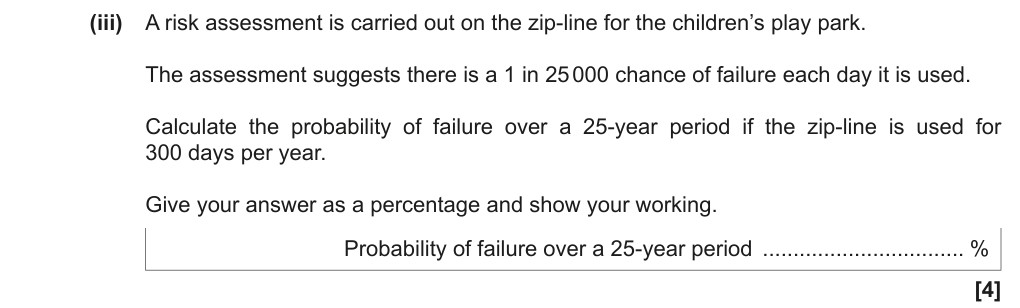 (iii) A risk assessment is carried out on the zip-line for the children’s play park.
The assessment suggests there is a 1 in 25 000 chance of failure each day it is used.
Calculate the probability of failure over a 25-year period if the zip-line is used for
300 days per year.
Give your answer as a percentage and show your working.
Probability of failure over a 25-year period ................................. %
[4]